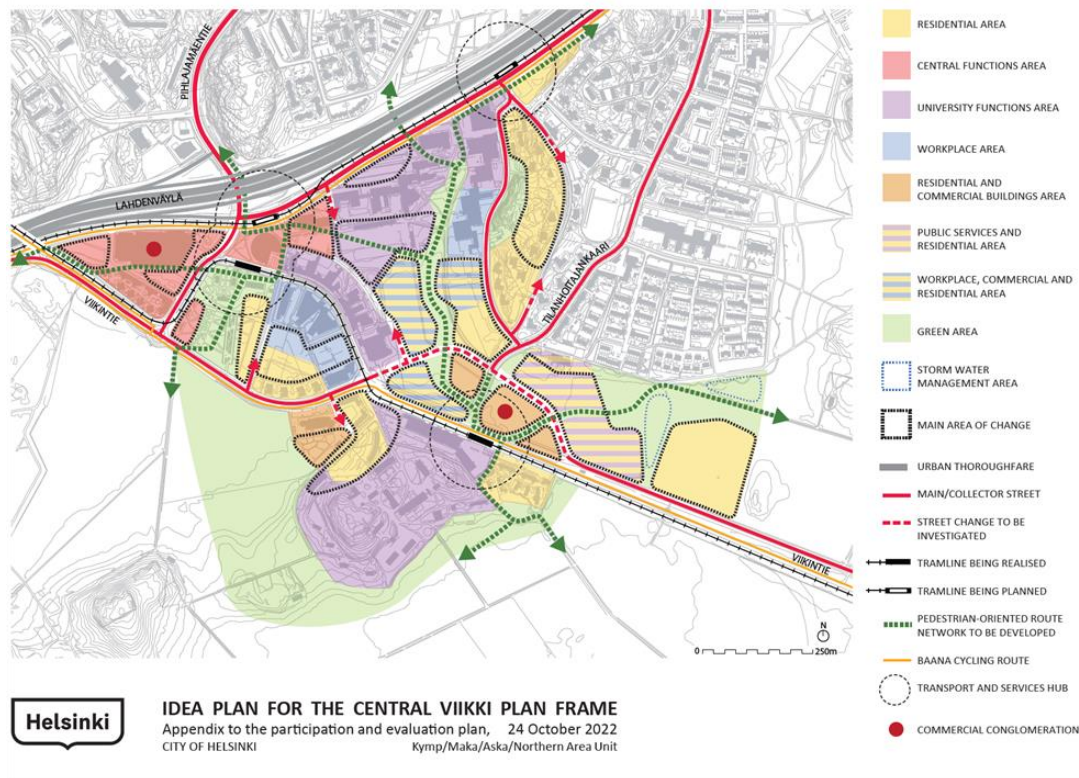 PIHLAJAMÄENTIE
LAHDENVÄYLÄ
VIIKINTIE
TILANHOITAJANKAARI
VIIKINTIE
N
0 250m
RESIDENTIAL AREA
CENTRAL FUNCTIONS AREA
UNIVERSITY FUNCTIONS AREA
WORKPLACE AREA
RESIDENTIAL AND
COMMERCIAL BUILDINGS AREA
PUBLIC SERVICES AND
RESIDENTIAL AREA
WORKPLACE, COMMERCIAL AND
RESIDENTIAL AREA
GREEN AREA
STORM WATER
MANAGEMENT AREA
MAIN AREA OF CHANGE
URBAN THOROUGHFARE
MAIN/COLLECTOR STREET
STREET CHANGE TO BE
INVESTIGATED
TRAMLINE BEING REALISED
TRAMLINE BEING PLANNED
PEDESTRIAN-ORIENTED ROUTE
NETWORK TO BE DEVELOPED
BAANA CYCLING ROUTE
TRANSPORT AND SERVICES HUB
COMMERCIAL CONGLOMERATION
Helsinki
IDEA PLAN FOR THE CENTRAL VIIKKI PLAN FRAME
Appendix to the participation and evaluation plan, 24 October 2022
CITY OF HELSINKI Kymp/Maka/Aska/Northern Area Unit